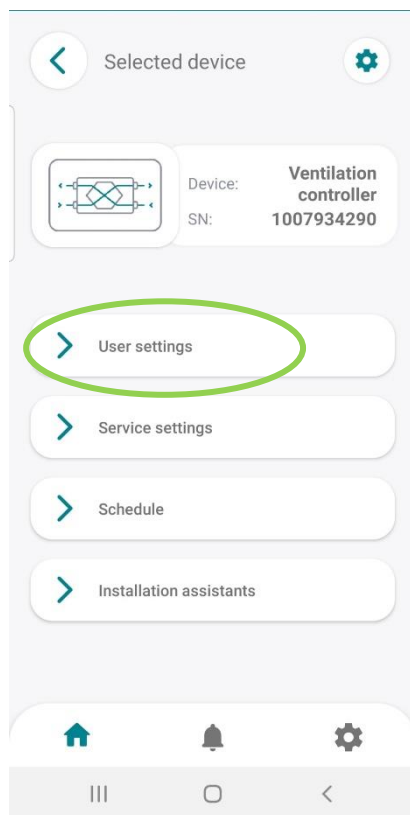 Selected device
Device:
Ventilation
controller
SN:
1007934290
User settings
Service settings
Schedule
Installation assistants